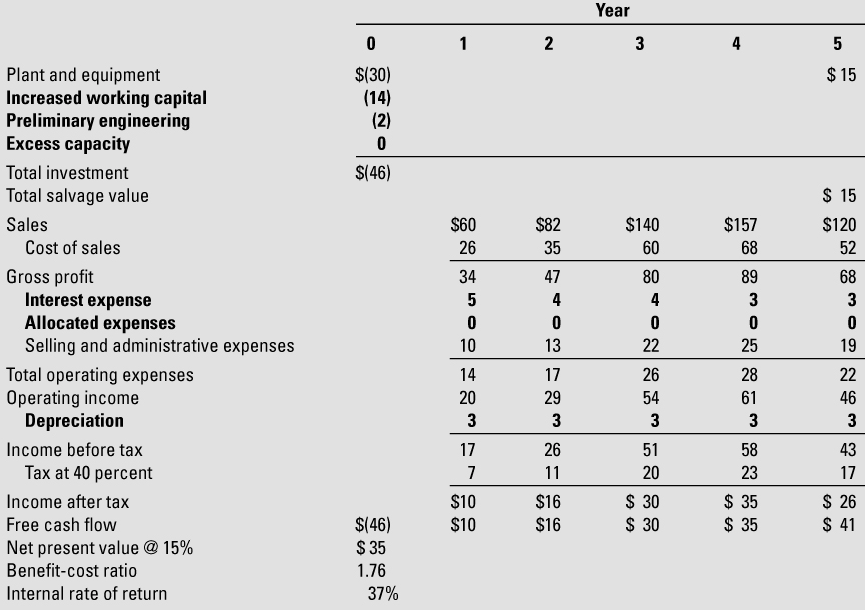 Year
0 1 2 3 4 5
Plant and equipment $(30) $ 15
Increased working capital (14)
Preliminary engineering (2)
Excess capacity 0
Total investment $(46)
Total salvage value $ 15
Sales $60 $82 $140 $157 $120
Cost of sales 26 35 60 68 52
Gross profit 34 47 80 89 68
Interest expense 5 4 4 3 3
Allocated expenses 0 0 0 0 0
Selling and administrative expenses 10 13 22 25 19
Total operating expenses 14 17 26 28 22
Operating income 20 29 54 61 46
Depreciation 3 3 3 3 3
Income before tax 17 26 51 58 43
Tax at 40 percent 7 11 20 23 17
Income after tax $10 $16 $ 30 $ 35 $ 26
Free cash flow $(46) $10 $16 $ 30 $ 35 $ 41
Net present value @ 15% $ 35
Benefit-cost ratio 1.76
Internal rate of return 37%